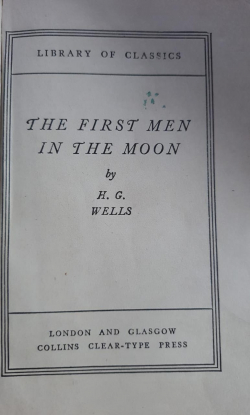 LIBRARY OF CLASSICS
THE FIRST MEN
IN THE MOON
by
H. G.
WELLS
LONDON AND GLASGOW
COLLINS CLEAR-TYPE PRESS